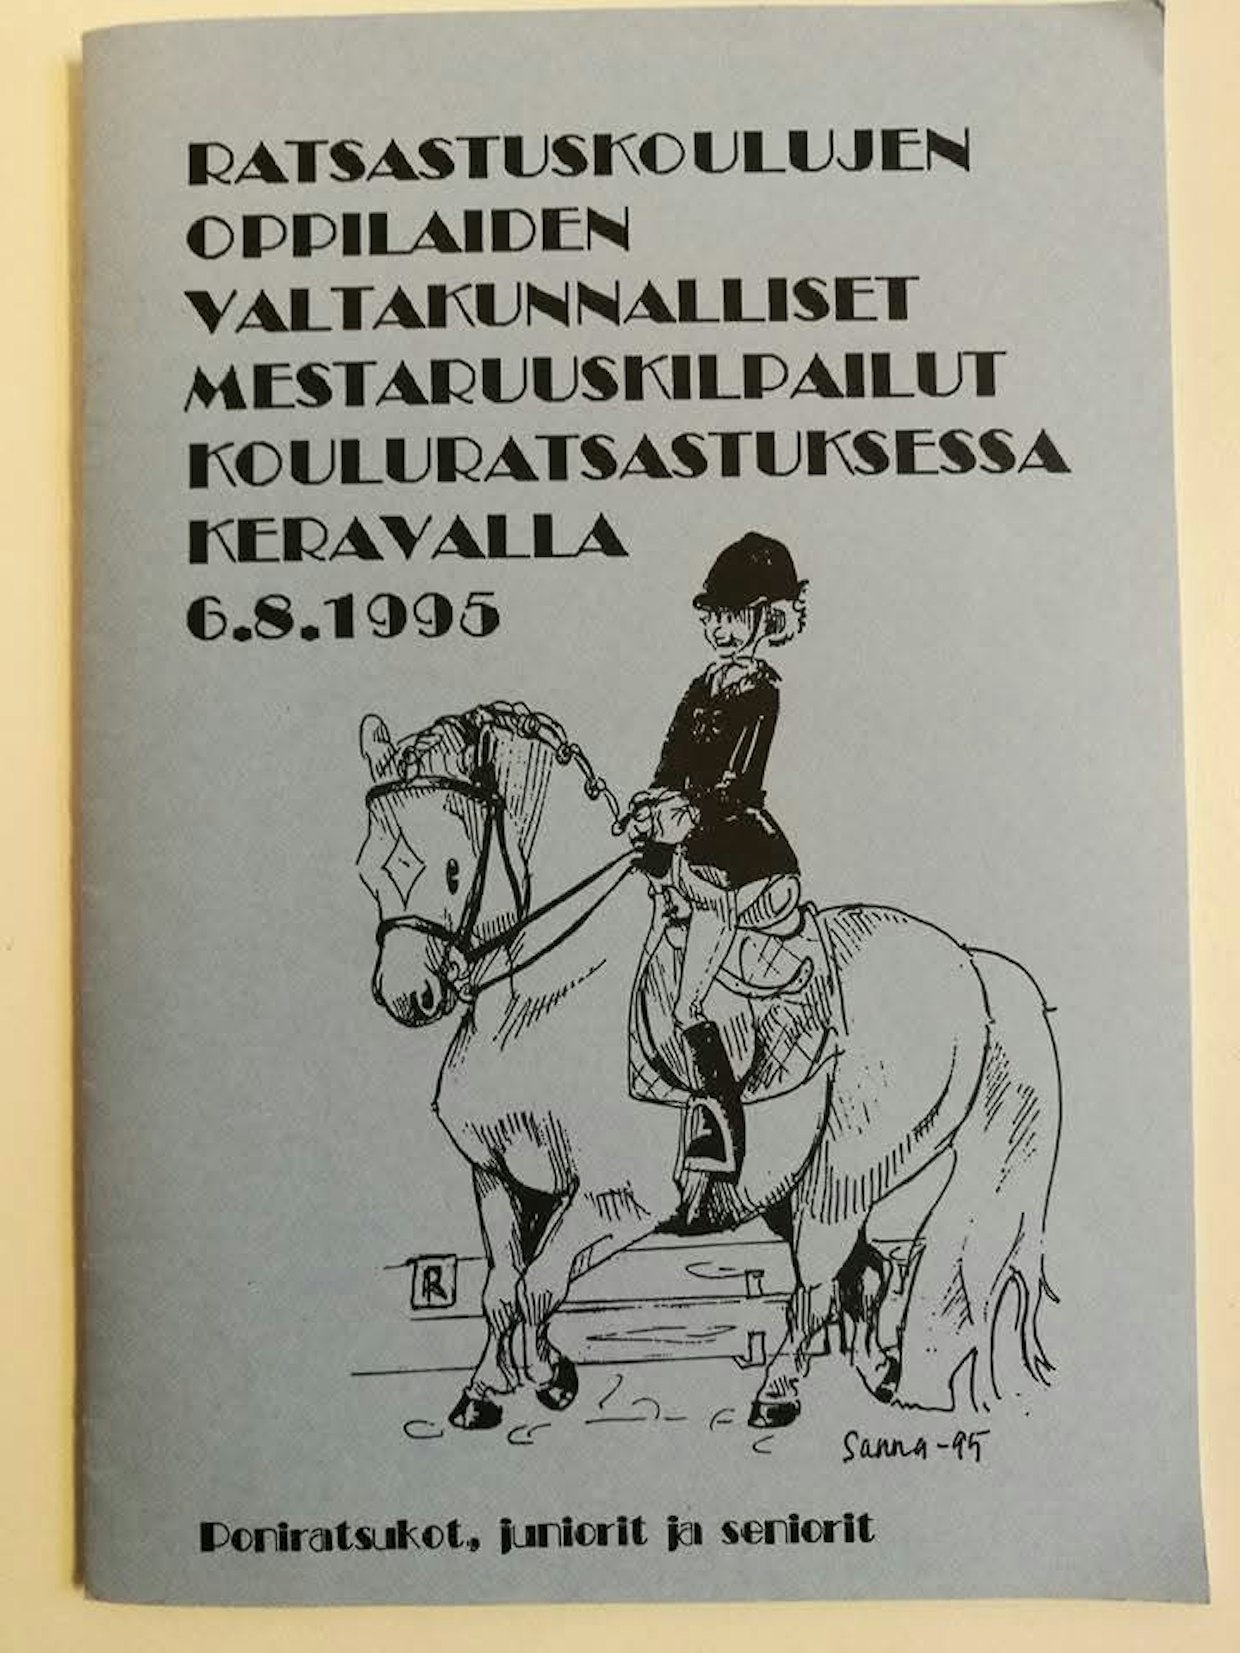 RATSASTUSKOULUJEN
OPPILAIDEN
VALTAKUNNALLISET
MESTARUUSKILPAILUT
KOULURATSASTUKSESSA
KERAVALLA
6.8.1995
R
Sanna -95
Poniratsukot, juniorit ja seniorit